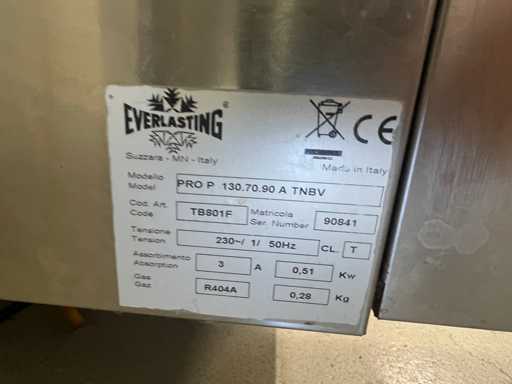 EVERLASTING ®
CE
Suzzara - MN - Italy
Made in Italy
Modello
Model
PRO P 130.70.90 A TNBV
Cod. Art.
Code
TB801F
Matricola
Ser. Number
90841
Tensione
Tension
230~/ 1/ 50Hz
CL.
T
Assorbimento
Absorption
3
A
0,51
Kw
Gas
Gaz
R404A
0,28
Kg